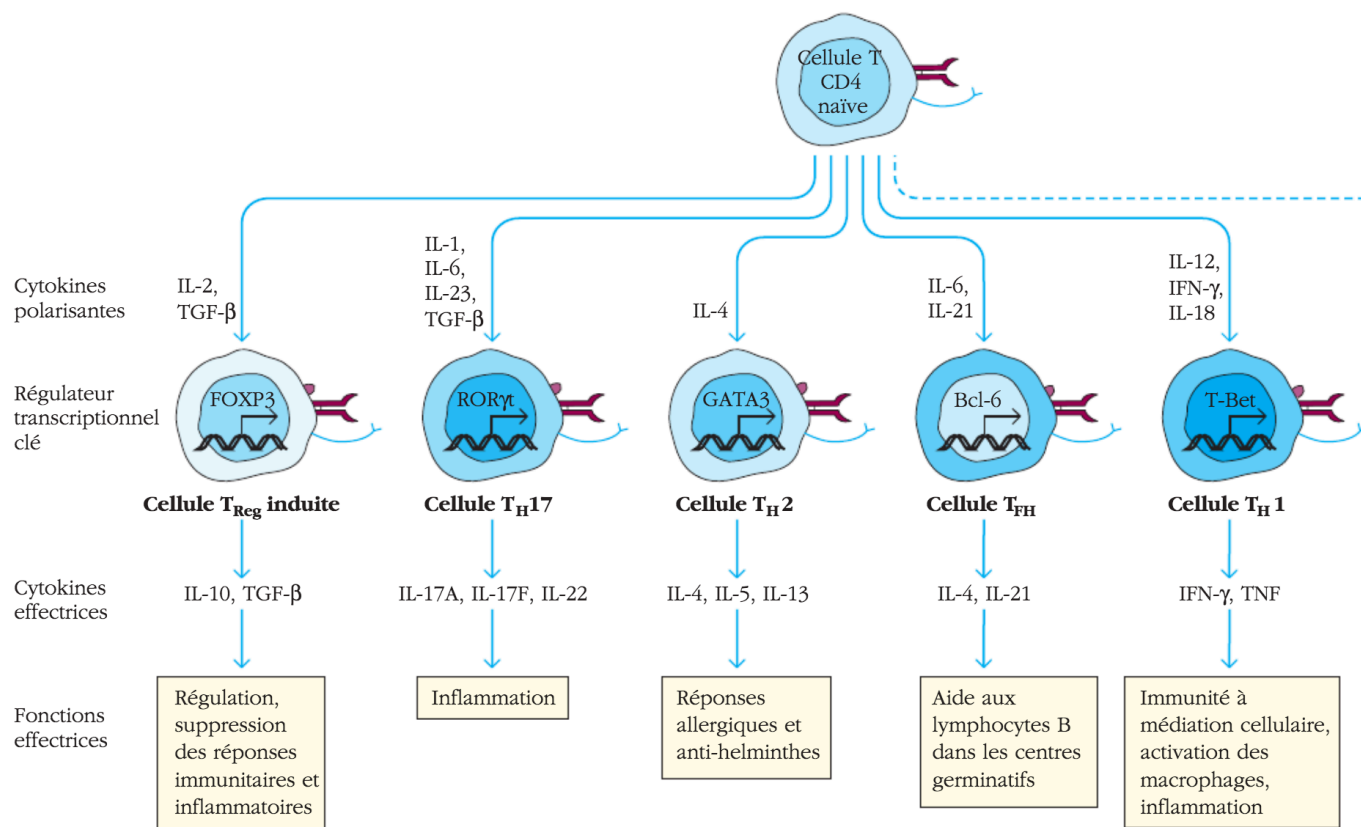 Cellule T
CD4
naïve
Cytokines
polarisantes
IL-2,
TGF-β
IL-1,
IL-6,
IL-23,
TGF-β
IL-4
IL-6,
IL-21
IL-12,
IFN-γ,
IL-18
Régulateur
transcriptionnel
clé
FOXP3
RORγt
GATA3
Bcl-6
T-Bet
Cellule TReg induite
Cellule TH17
Cellule TH2
Cellule TFH
Cellule TH1
Cytokines
effectrices
IL-10, TGF-β
IL-17A, IL-17F, IL-22
IL-4, IL-5, IL-13
IL-4, IL-21
IFN-γ, TNF
Fonctions
effectrices
Régulation,
suppression
des réponses
immunitaires et
inflammatoires
Inflammation
Réponses
allergiques et
anti-helminthes
Aide aux
lymphocytes B
dans les centres
germinatifs
Immunité à
médiation cellulaire,
activation des
macrophages,
inflammation